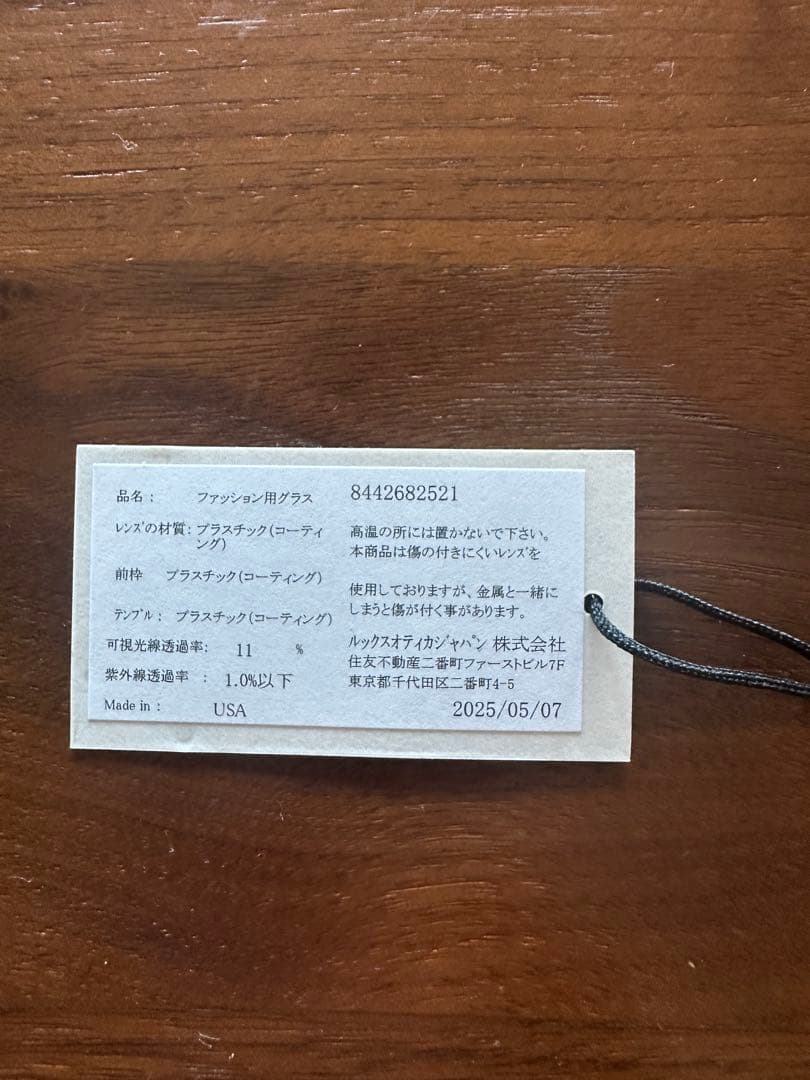 品名： ファッション用グラス
ﾚﾝｽﾞの材質：プラスチック(コーティ
ング)
前枠 プラスチック(コーティング)
ﾃﾝﾌﾟﾙ： プラスチック(コーティング)
可視光線透過率： 11 %
紫外線透過率 ： 1.0%以下
Made in： USA
8442682521
高温の所には置かないで下さい。
本商品は傷の付きにくいﾚﾝｽﾞを
使用しておりますが、金属と一緒に
しまうと傷が付く事があります。
ルックスオティカｼﾞｬﾊﾟﾝ 株式会社
住友不動産二番町ファーストビル7F
東京都千代田区二番町4-5
2025/05/07